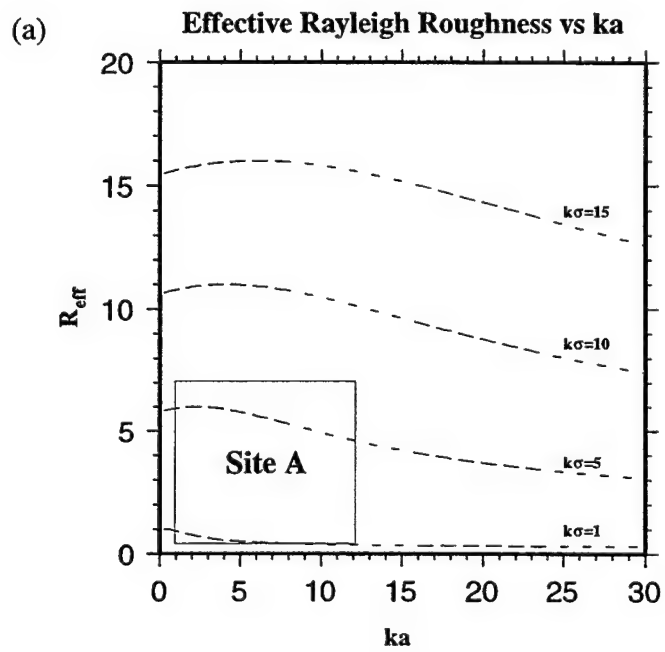 (a)
Effective Rayleigh Roughness vs ka
20
15
10
5
0
R_eff
kσ=15
kσ=10
kσ=5
kσ=1
Site A
0 5 10 15 20 25 30
ka